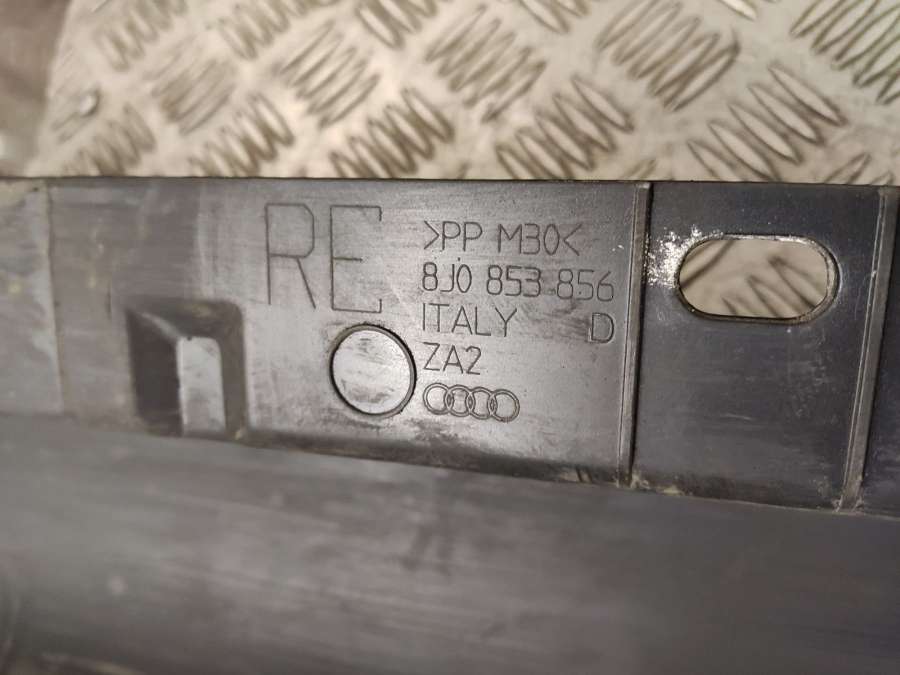 RE
>PP M30<
8J0 853 856
ITALY D
ZA2